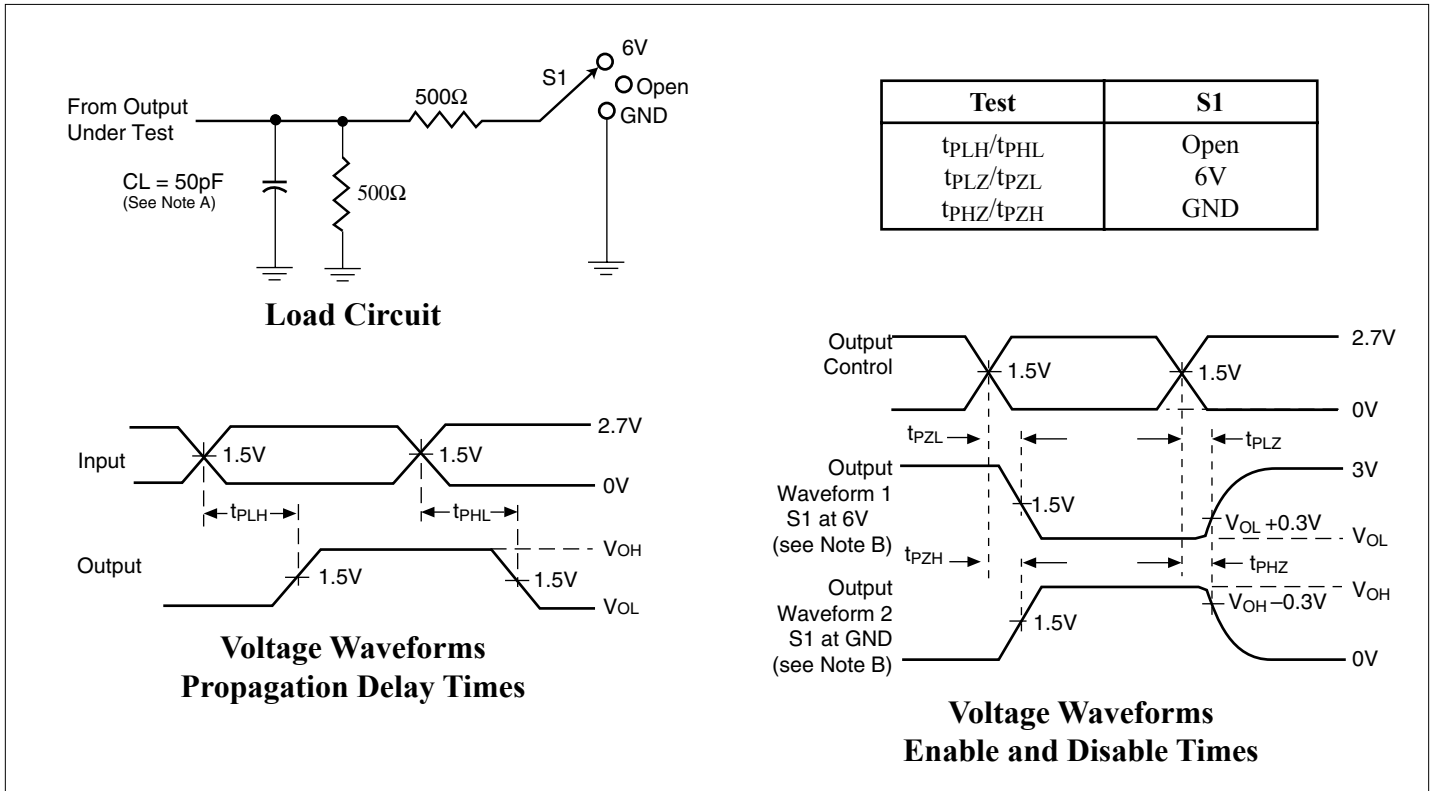 6V
S1
Open
GND
500Ω
From Output
Under Test
CL = 50pF
(See Note A)
500Ω
Load Circuit
Test S1
tPLH/tPHL Open
tPLZ/tPZL 6V
tPHZ/tPZH GND
Input
1.5V
1.5V
2.7V
0V
tPLH
tPHL
Output
1.5V
1.5V
VOH
VOL
Voltage Waveforms
Propagation Delay Times
Output
Control
1.5V
1.5V
2.7V
0V
tPZL
tPLZ
Output
Waveform 1
S1 at 6V
(see Note B)
1.5V
3V
VOL +0.3V
VOL
tPZH
tPHZ
Output
Waveform 2
S1 at GND
(see Note B)
1.5V
VOH
VOH –0.3V
0V
Voltage Waveforms
Enable and Disable Times